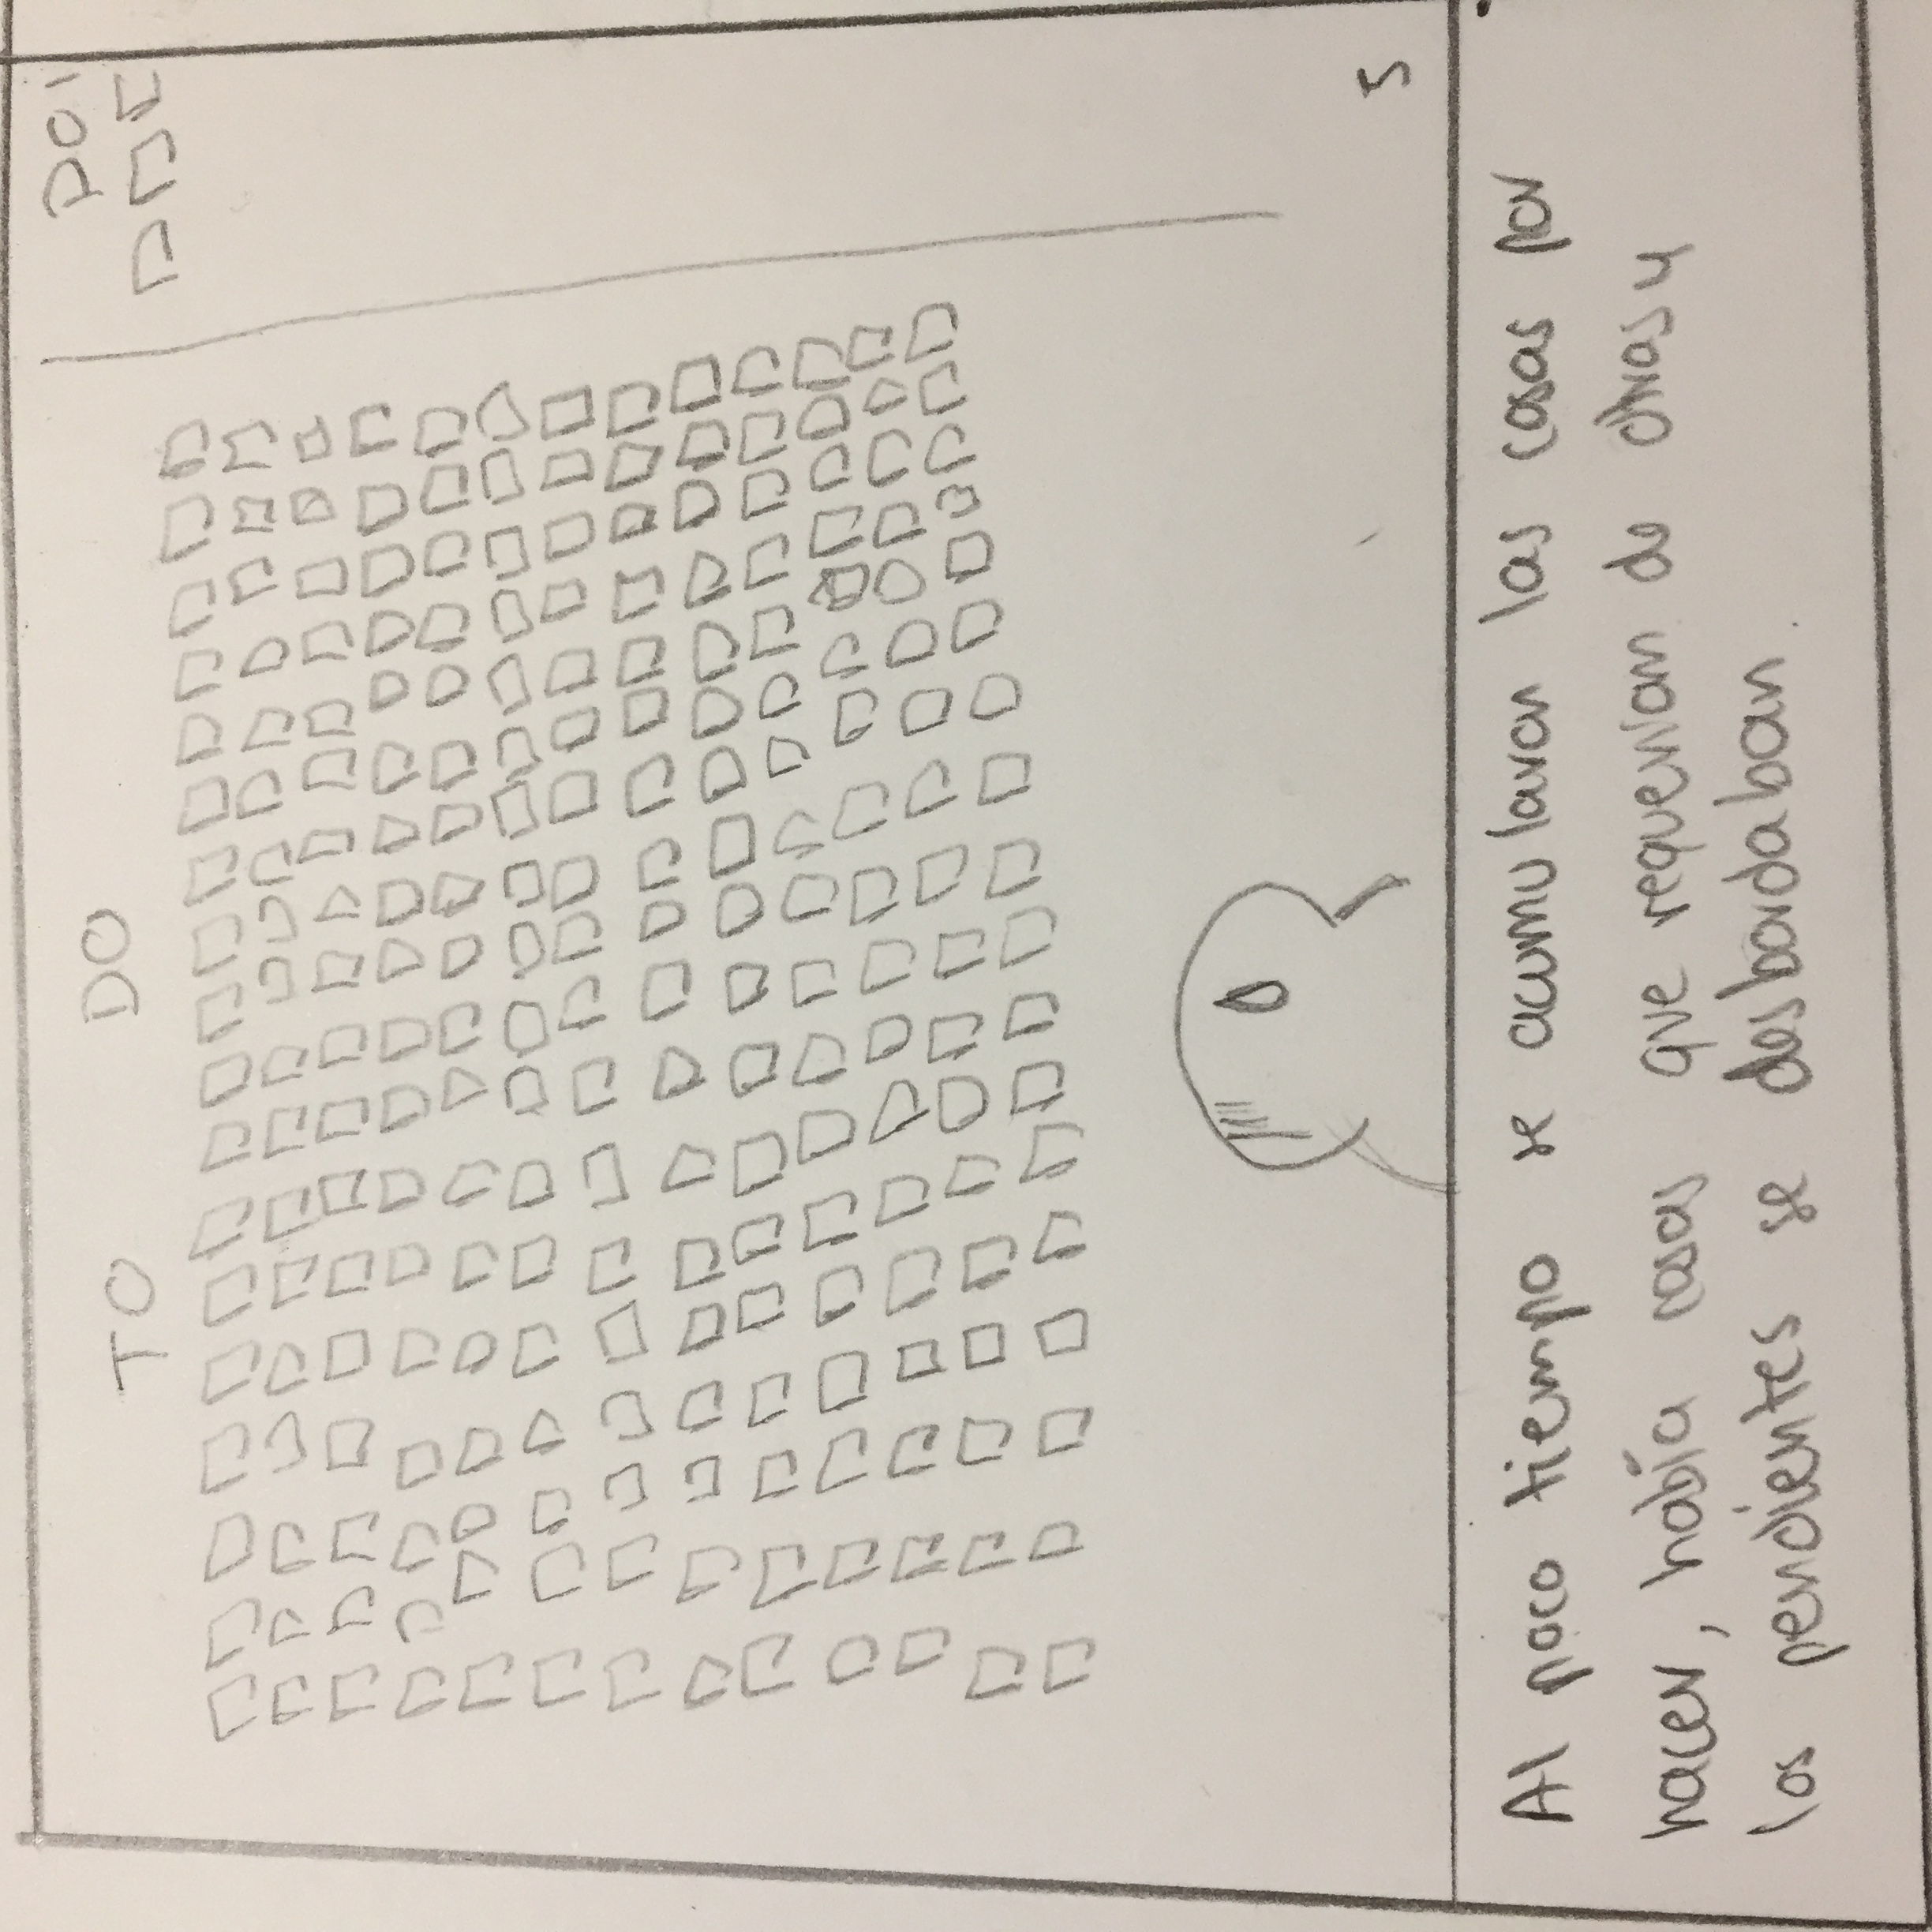 TO DO
DOI
5
Al poco tiempo se acumularon las cosas por
hacer, había cosas que requerían de otras y
los pendientes se desbordaban.